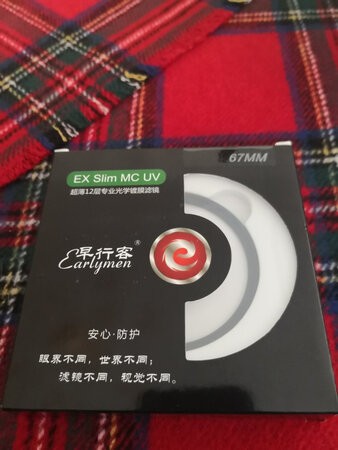 67MM
EX Slim MC UV
超薄12层专业光学镀膜滤镜
早行客®
Earlymen
安心·防护
眼界不同，世界不同；
滤镜不同，视觉不同。